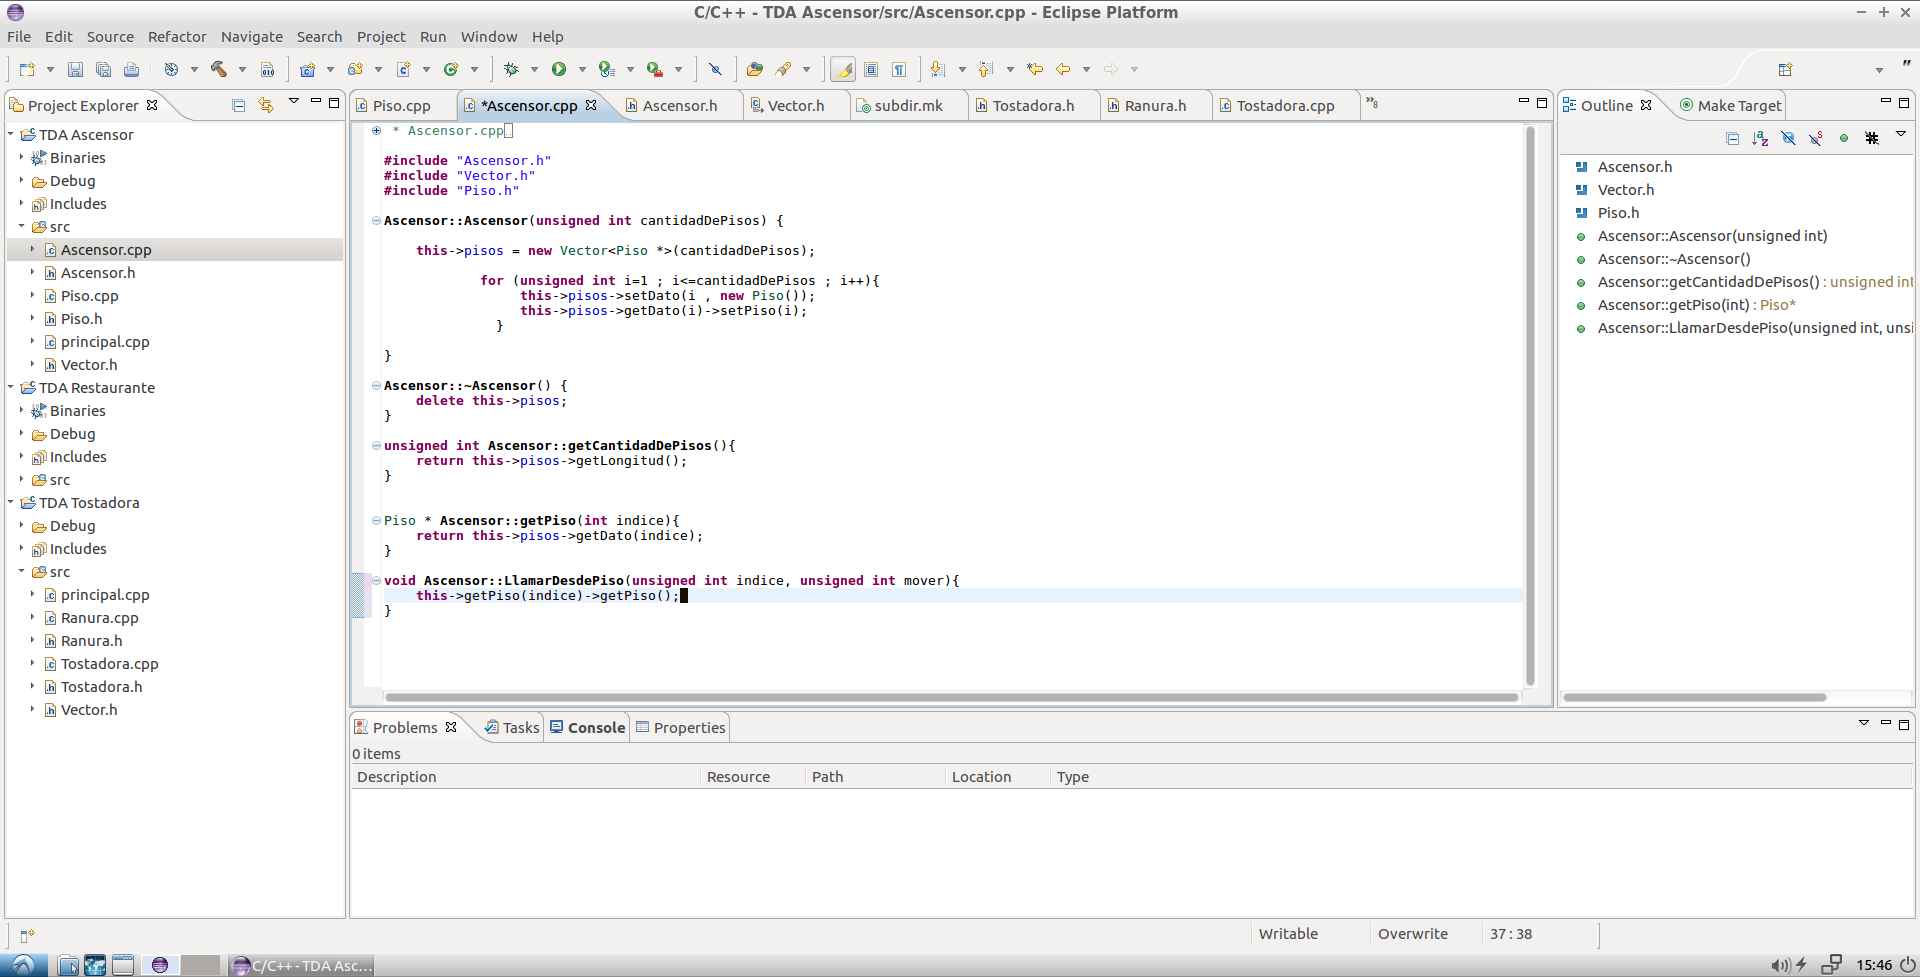 C/C++ - TDA Ascensor/src/Ascensor.cpp - Eclipse Platform
File Edit Source Refactor Navigate Search Project Run Window Help
Project Explorer
TDA Ascensor
Binaries
Debug
Includes
src
Ascensor.cpp
Ascensor.h
Piso.cpp
Piso.h
principal.cpp
Vector.h
TDA Restaurante
Binaries
Debug
Includes
src
TDA Tostadora
Debug
Includes
src
principal.cpp
Ranura.cpp
Ranura.h
Tostadora.cpp
Tostadora.h
Vector.h
Piso.cpp *Ascensor.cpp Ascensor.h Vector.h subdir.mk Tostadora.h Ranura.h Tostadora.cpp »8
* Ascensor.cpp
#include "Ascensor.h"
#include "Vector.h"
#include "Piso.h"
Ascensor::Ascensor(unsigned int cantidadDePisos) {
this->pisos = new Vector<Piso *>(cantidadDePisos);
for (unsigned int i=1 ; i<=cantidadDePisos ; i++){
this->pisos->setDato(i , new Piso());
this->pisos->getDato(i)->setPiso(i);
}
}
Ascensor::~Ascensor() {
delete this->pisos;
}
unsigned int Ascensor::getCantidadDePisos(){
return this->pisos->getLongitud();
}
Piso * Ascensor::getPiso(int indice){
return this->pisos->getDato(indice);
}
void Ascensor::LlamarDesdePiso(unsigned int indice, unsigned int mover){
this->getPiso(indice)->getPiso();
}
Outline Make Target
Ascensor.h
Vector.h
Piso.h
Ascensor::Ascensor(unsigned int)
Ascensor::~Ascensor()
Ascensor::getCantidadDePisos() : unsigned int
Ascensor::getPiso(int) : Piso*
Ascensor::LlamarDesdePiso(unsigned int, unsi
Problems Tasks Console Properties
0 items
Description Resource Path Location Type
Writable Overwrite 37 : 38
C/C++ - TDA Asc... 15:46